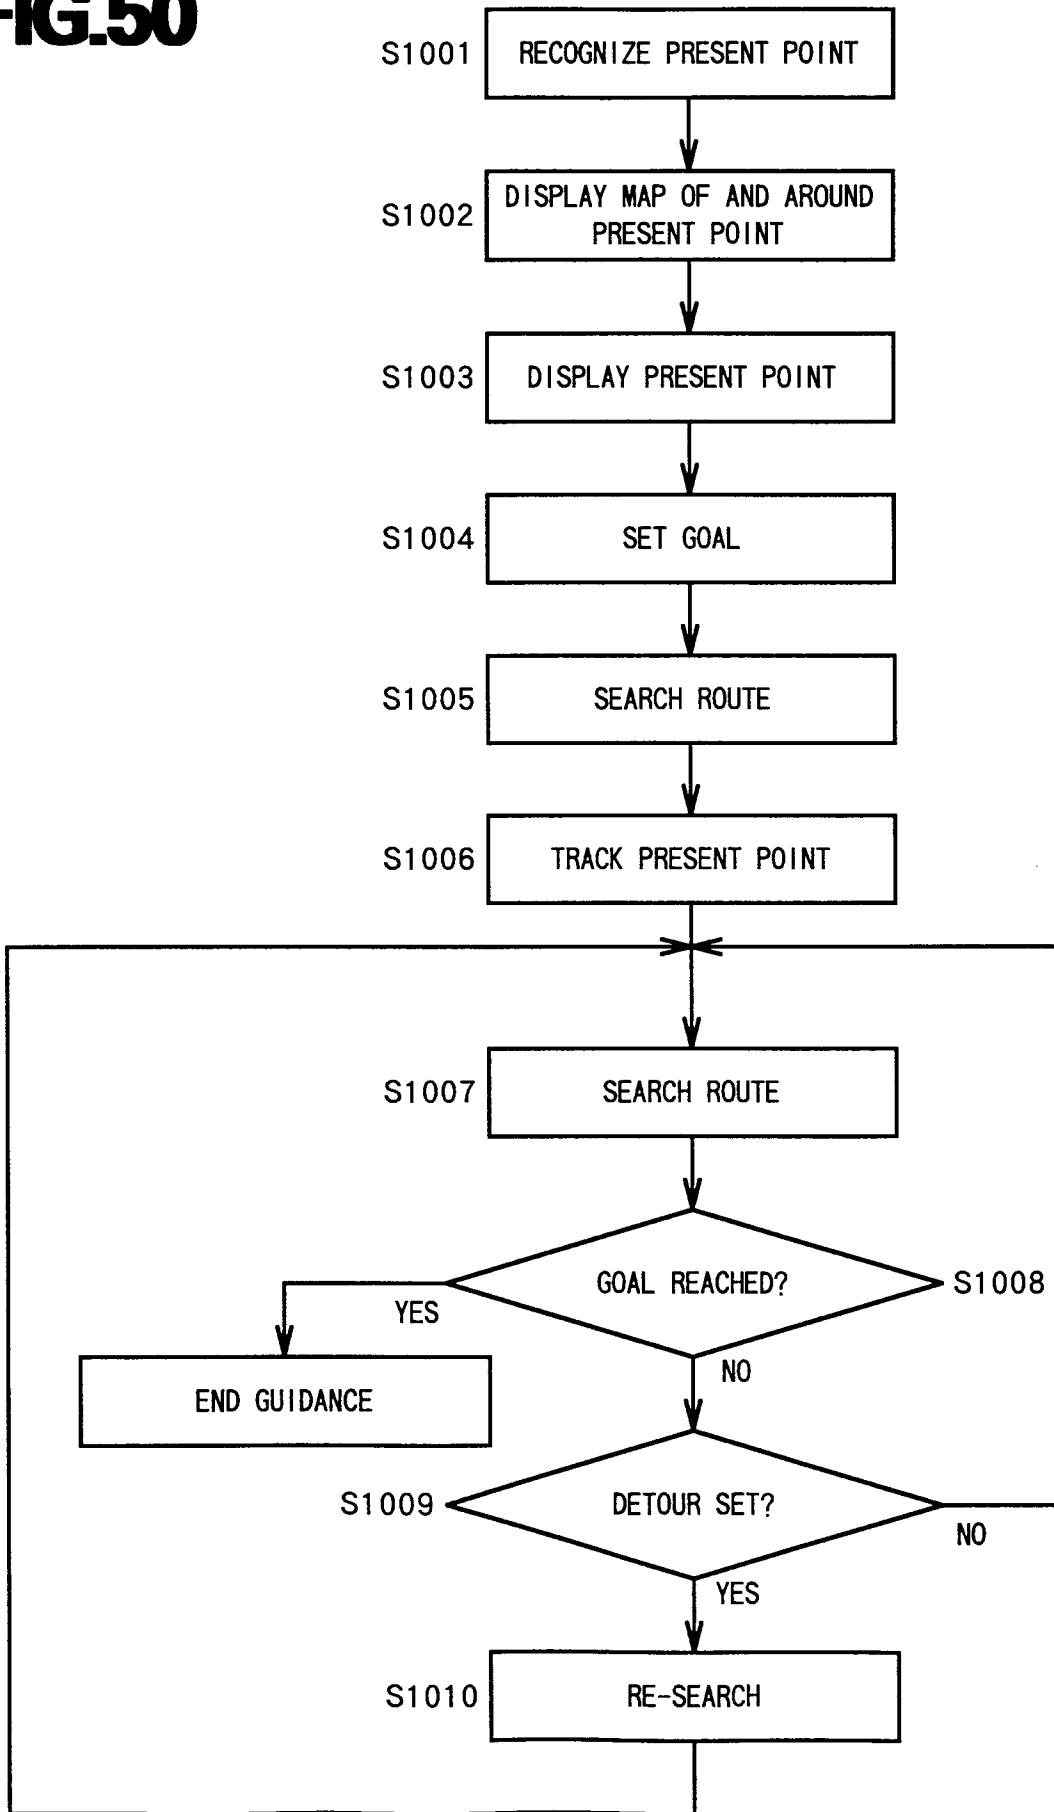 FIG.50
S1001
RECOGNIZE PRESENT POINT
S1002
DISPLAY MAP OF AND AROUND
PRESENT POINT
S1003
DISPLAY PRESENT POINT
S1004
SET GOAL
S1005
SEARCH ROUTE
S1006
TRACK PRESENT POINT
S1007
SEARCH ROUTE
GOAL REACHED?
S1008
YES
NO
END GUIDANCE
S1009
DETOUR SET?
NO
YES
S1010
RE-SEARCH